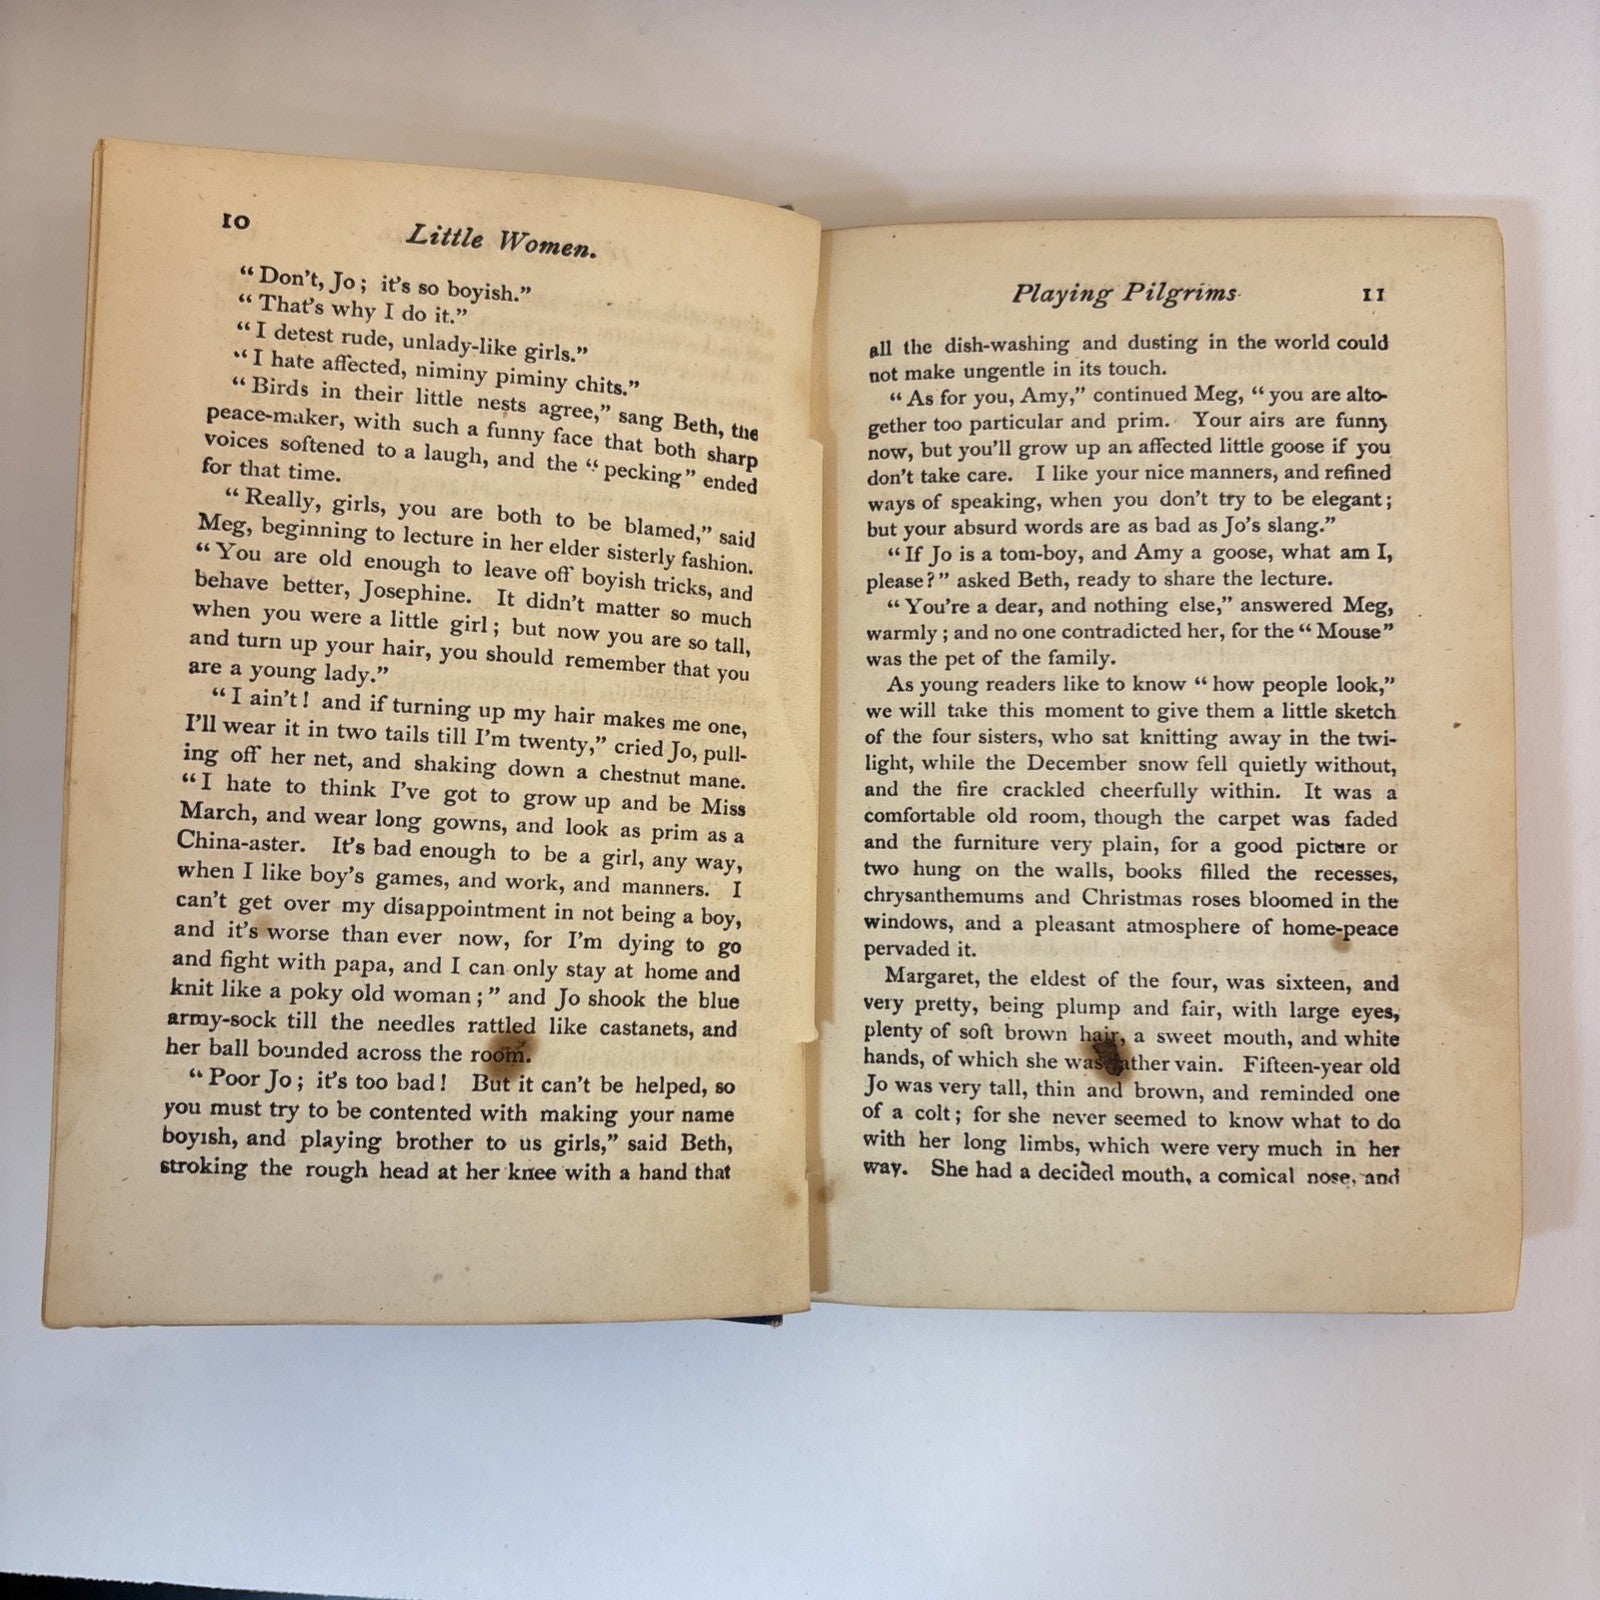 10
Little Women.
“Don't, Jo; it's so boyish.”
“That's why I do it.”
“I detest rude, unlady-like girls.”
“I hate affected, niminy piminy chits.”
“Birds in their little nests agree,” sang Beth, the
peace-maker, with such a funny face that both sharp
voices softened to a laugh, and the “pecking” ended
for that time.
“Really, girls, you are both to be blamed,” said
Meg, beginning to lecture in her elder sisterly fashion.
“You are old enough to leave off boyish tricks, and
behave better, Josephine. It didn't matter so much
when you were a little girl; but now you are so tall,
and turn up your hair, you should remember that you
are a young lady.”
“I ain't! and if turning up my hair makes me one,
I'll wear it in two tails till I'm twenty,” cried Jo, pull-
ing off her net, and shaking down a chestnut mane.
“I hate to think I've got to grow up and be Miss
March, and wear long gowns, and look as prim as a
China-aster. It's bad enough to be a girl, any way,
when I like boy's games, and work, and manners. I
can't get over my disappointment in not being a boy,
and it's worse than ever now, for I'm dying to go
and fight with papa, and I can only stay at home and
knit like a poky old woman;” and Jo shook the blue
army-sock till the needles rattled like castanets, and
her ball bounded across the room.
“Poor Jo; it's too bad! But it can't be helped, so
you must try to be contented with making your name
boyish, and playing brother to us girls,” said Beth,
stroking the rough head at her knee with a hand that
Playing Pilgrims
11
all the dish-washing and dusting in the world could
not make ungentle in its touch.
“As for you, Amy,” continued Meg, “you are alto-
gether too particular and prim. Your airs are funny
now, but you'll grow up an affected little goose if you
don't take care. I like your nice manners, and refined
ways of speaking, when you don't try to be elegant;
but your absurd words are as bad as Jo's slang.”
“If Jo is a tom-boy, and Amy a goose, what am I,
please?” asked Beth, ready to share the lecture.
“You're a dear, and nothing else,” answered Meg,
warmly; and no one contradicted her, for the “Mouse”
was the pet of the family.
As young readers like to know “how people look,”
we will take this moment to give them a little sketch
of the four sisters, who sat knitting away in the twi-
light, while the December snow fell quietly without,
and the fire crackled cheerfully within. It was a
comfortable old room, though the carpet was faded
and the furniture very plain, for a good picture or
two hung on the walls, books filled the recesses,
chrysanthemums and Christmas roses bloomed in the
windows, and a pleasant atmosphere of home-peace
pervaded it.
Margaret, the eldest of the four, was sixteen, and
very pretty, being plump and fair, with large eyes,
plenty of soft brown hair, a sweet mouth, and white
hands, of which she was vain. Fifteen-year old
Jo was very tall, thin and brown, and reminded one
of a colt; for she never seemed to know what to do
with her long limbs, which were very much in her
way. She had a decided mouth, a comical nose, and